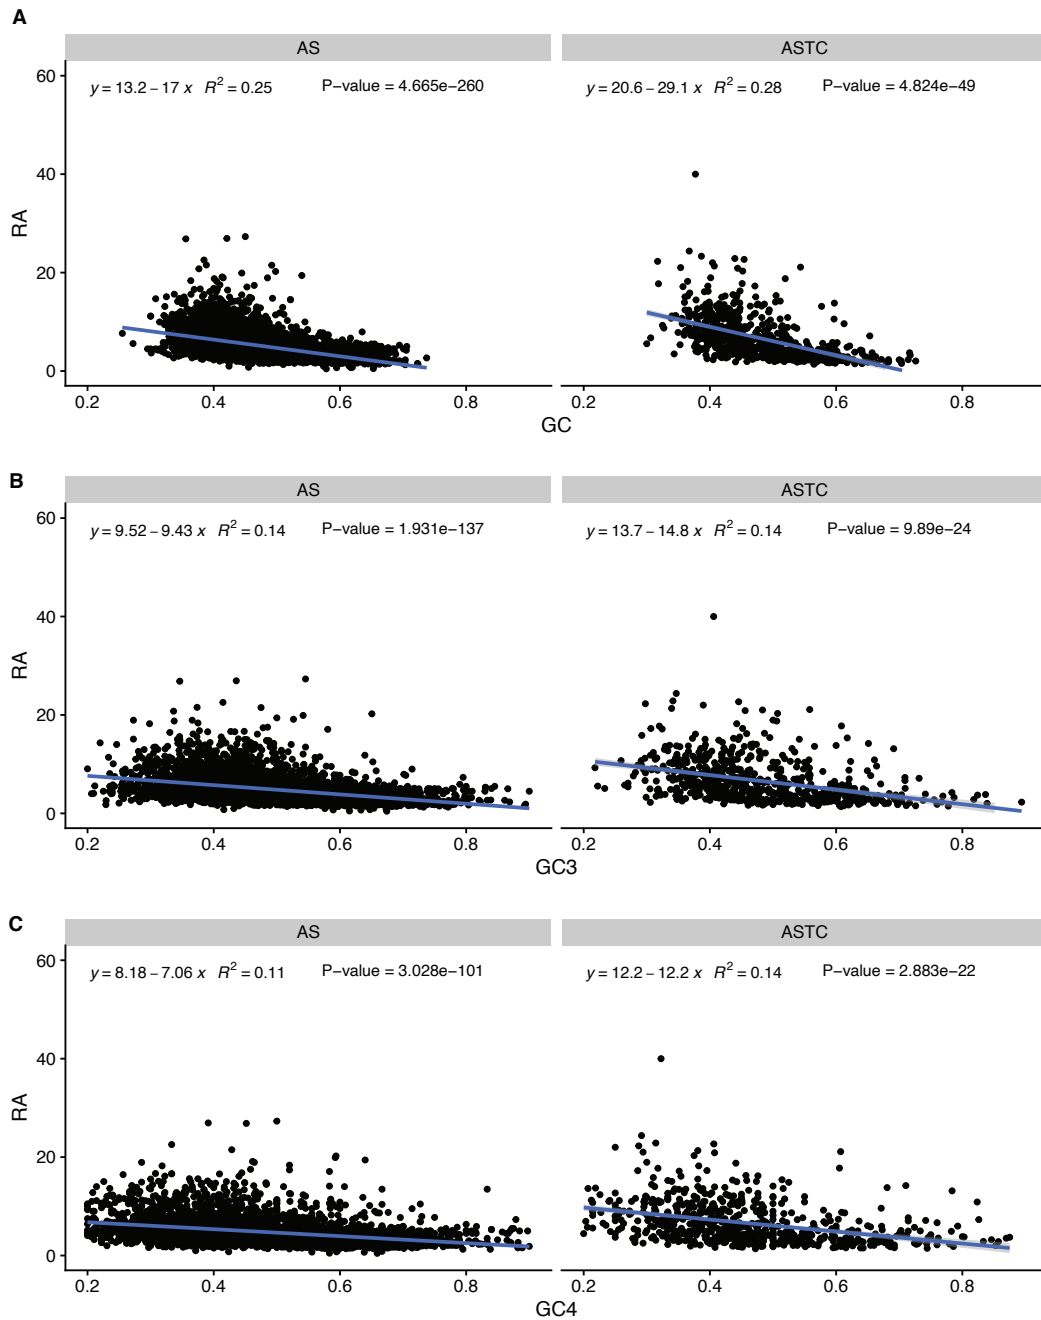 A
AS ASTC
y = 13.2 − 17 x R² = 0.25 P−value = 4.665e−260 y = 20.6 − 29.1 x R² = 0.28 P−value = 4.824e−49
60
40
20
0
RA
0.2 0.4 0.6 0.8 0.2 0.4 0.6 0.8
GC
B
AS ASTC
y = 9.52 − 9.43 x R² = 0.14 P−value = 1.931e−137 y = 13.7 − 14.8 x R² = 0.14 P−value = 9.89e−24
60
40
20
0
RA
0.2 0.4 0.6 0.8 0.2 0.4 0.6 0.8
GC3
C
AS ASTC
y = 8.18 − 7.06 x R² = 0.11 P−value = 3.028e−101 y = 12.2 − 12.2 x R² = 0.14 P−value = 2.883e−22
60
40
20
0
RA
0.2 0.4 0.6 0.8 0.2 0.4 0.6 0.8
GC4